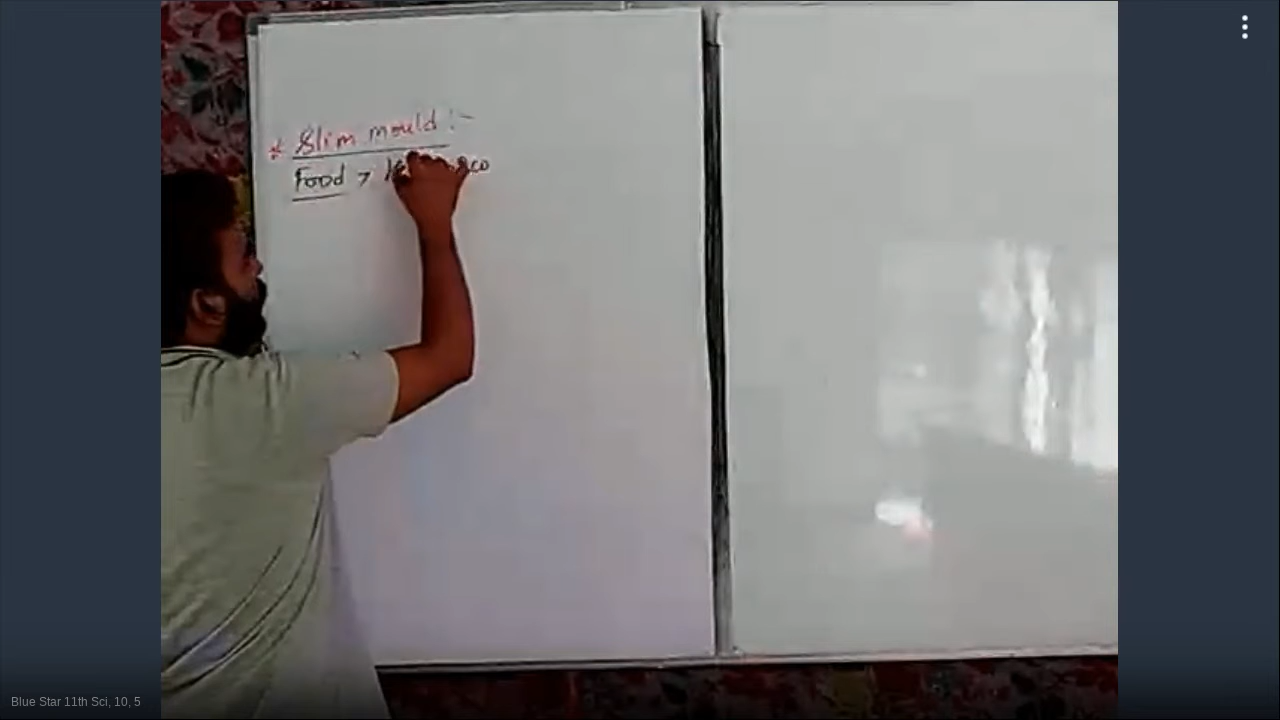 * Slim mould :-
Food >
Blue Star 11th Sci, 10, 5